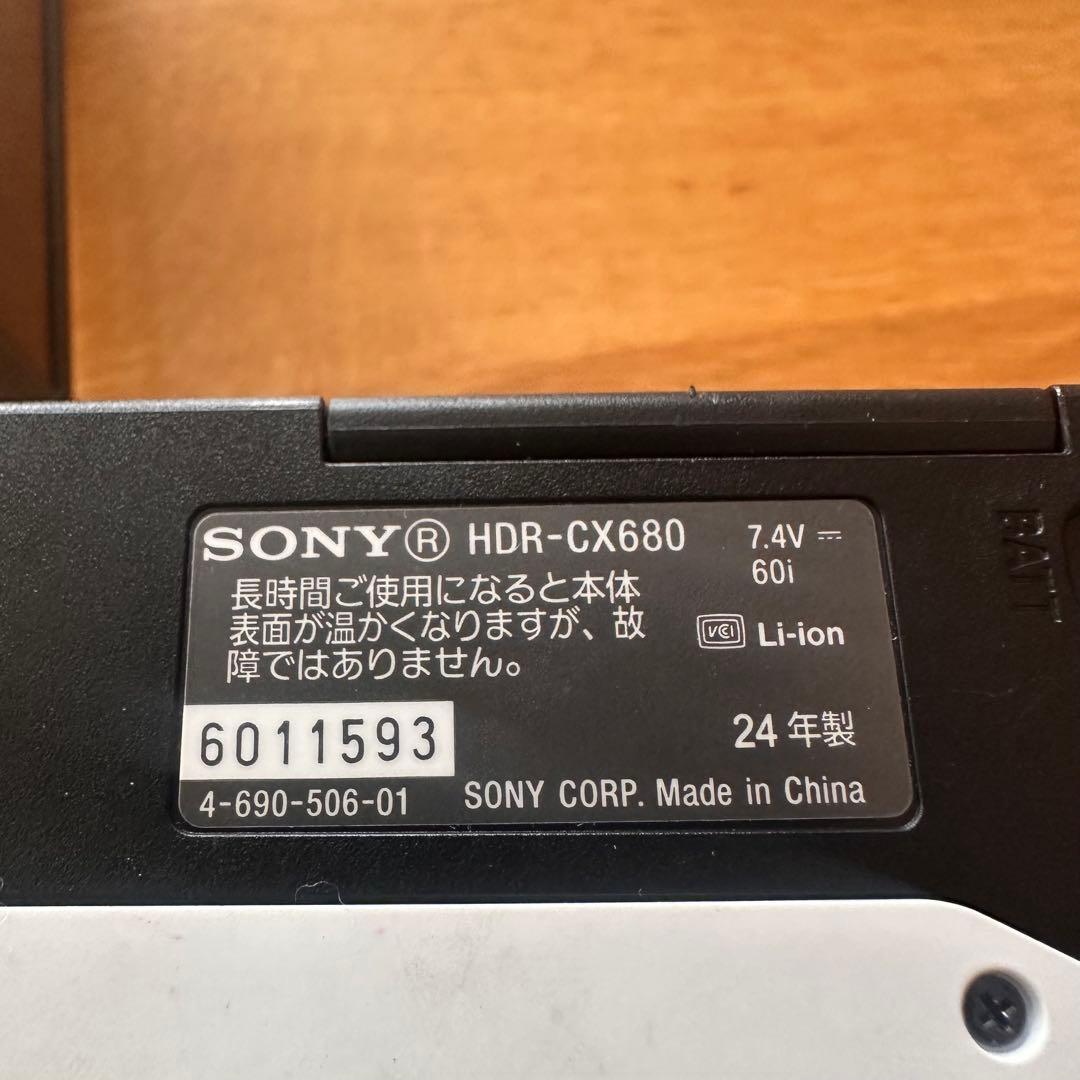 SONY® HDR-CX680 7.4V ⎓
60i
長時間ご使用になると本体
表面が温かくなりますが、故
障ではありません。
VCI Li-ion
6011593
24 年製
4-690-506-01 SONY CORP. Made in China
BATT